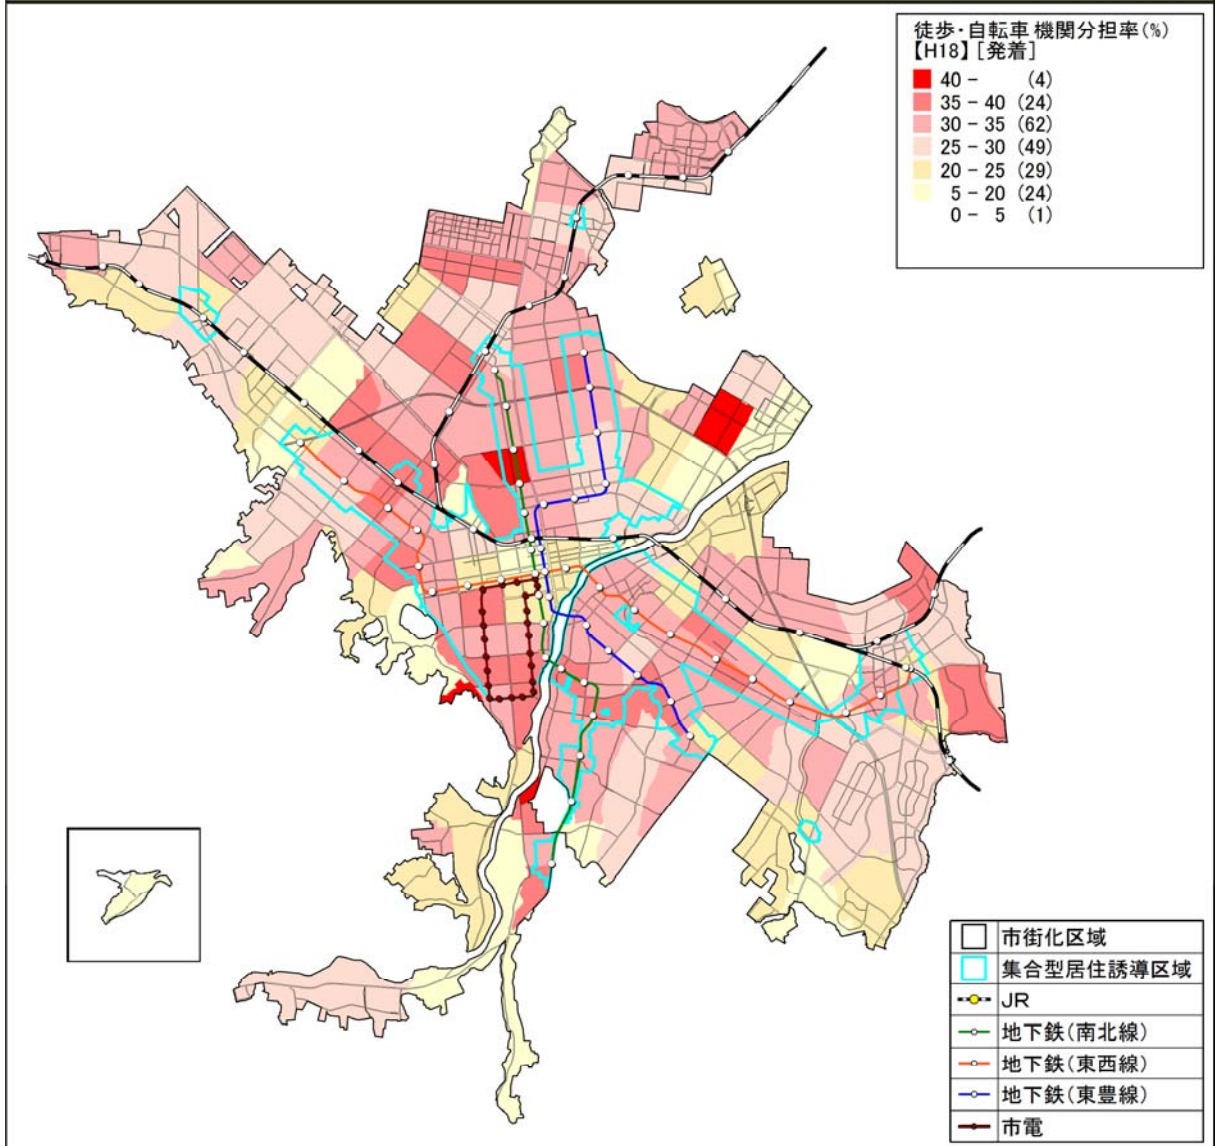 徒歩・自転車 機関分担率(%)
【H18】 [発着]
40 - (4)
35 - 40 (24)
30 - 35 (62)
25 - 30 (49)
20 - 25 (29)
5 - 20 (24)
0 - 5 (1)
市街化区域
集合型居住誘導区域
JR
地下鉄(南北線)
地下鉄(東西線)
地下鉄(東豊線)
市電